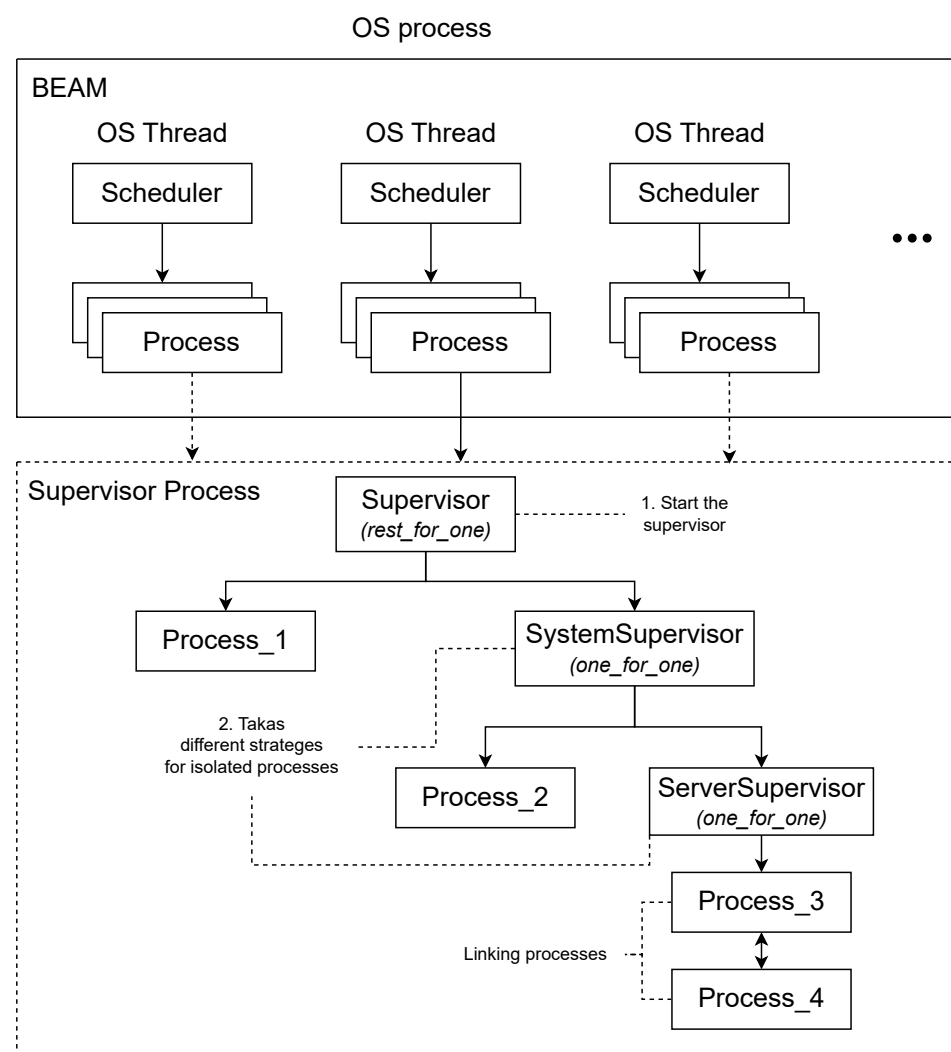 OS process
BEAM
OS Thread
OS Thread
OS Thread
Scheduler
Scheduler
Scheduler
•••
Process
Process
Process
Supervisor Process
Supervisor
(rest_for_one)
1. Start the
supervisor
Process_1
SystemSupervisor
(one_for_one)
2. Takas
different strateges
for isolated processes
Process_2
ServerSupervisor
(one_for_one)
Process_3
Linking processes
Process_4